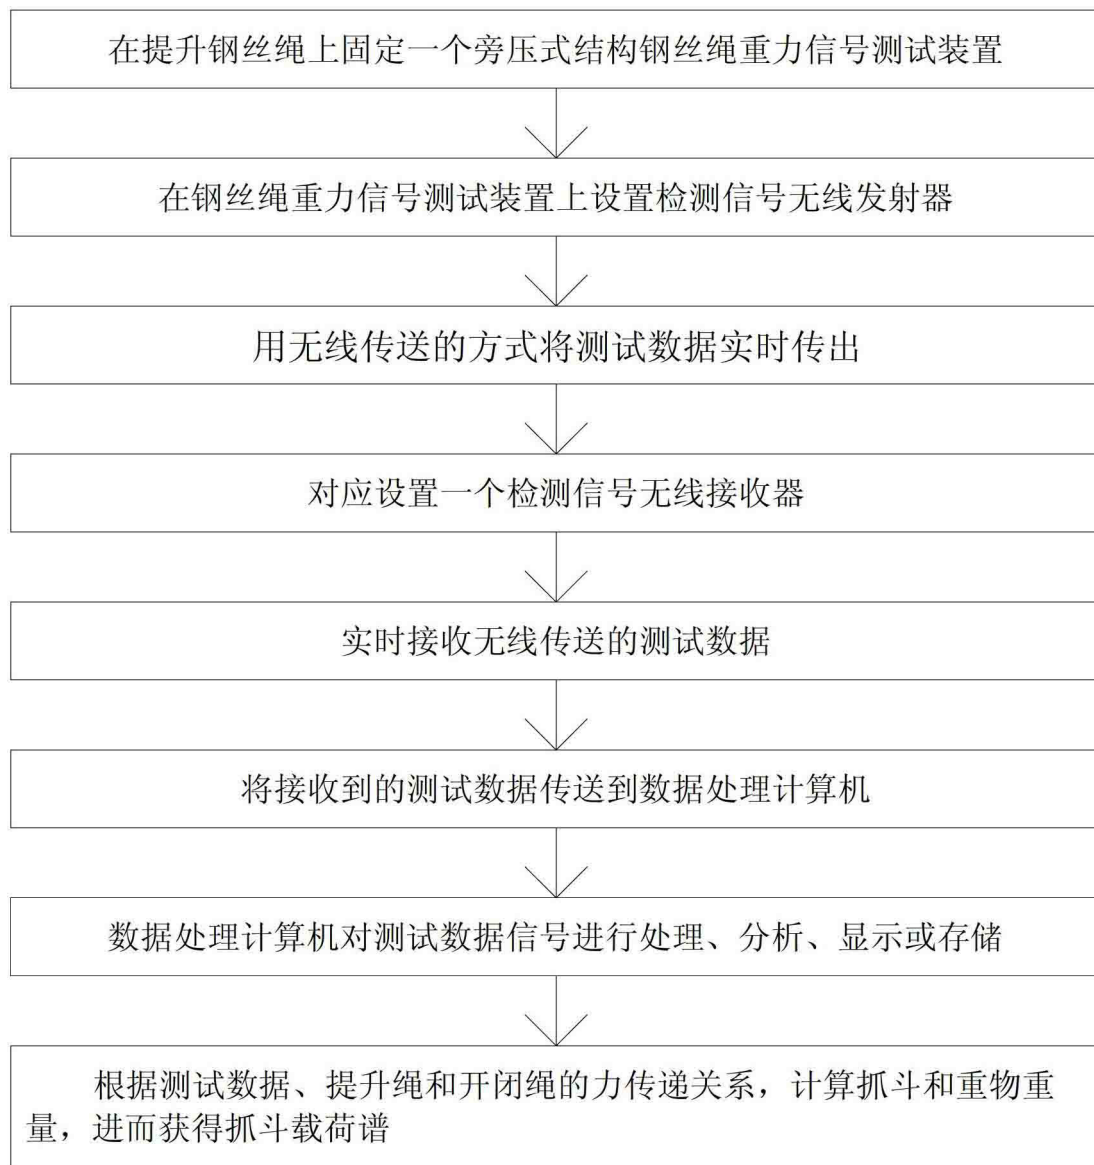 在提升钢丝绳上固定一个旁压式结构钢丝绳重力信号测试装置
在钢丝绳重力信号测试装置上设置检测信号无线发射器
用无线传送的方式将测试数据实时传出
对应设置一个检测信号无线接收器
实时接收无线传送的测试数据
将接收到的测试数据传送到数据处理计算机
数据处理计算机对测试数据信号进行处理、分析、显示或存储
根据测试数据、提升绳和开闭绳的力传递关系，计算抓斗和重物重
量，进而获得抓斗载荷谱